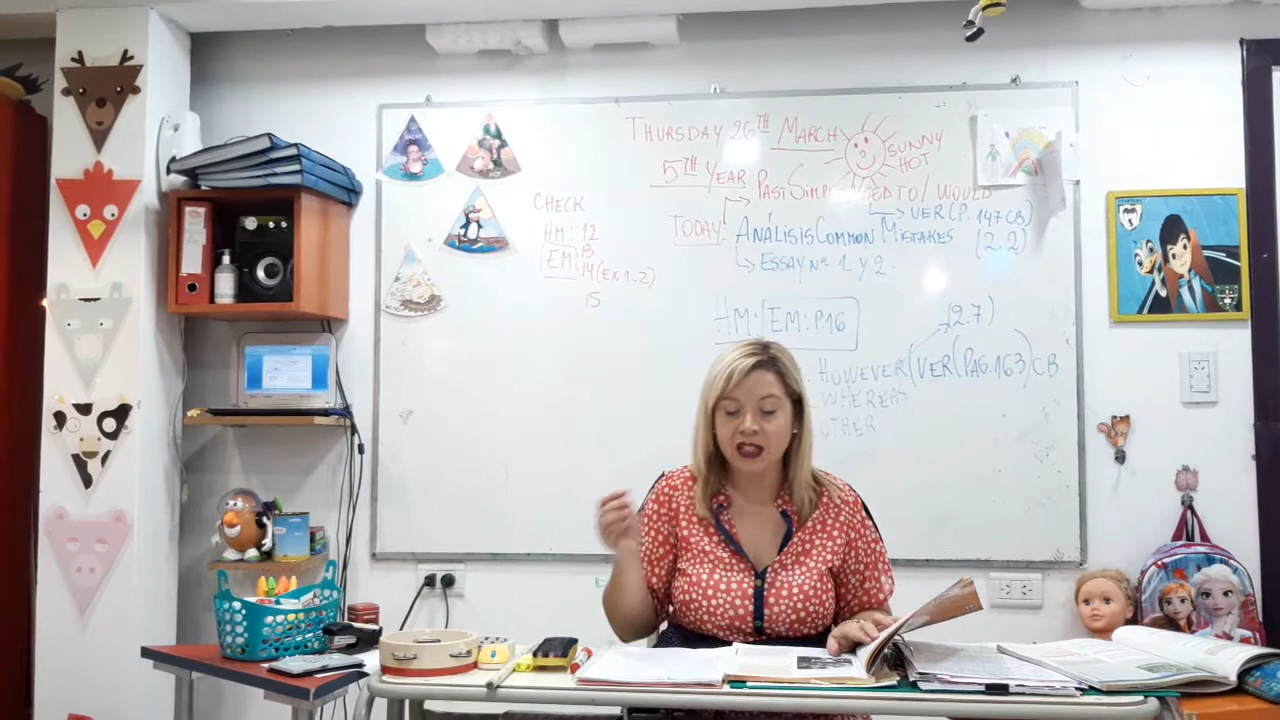 THURSDAY 26TH MARCH
SUNNY
HOT
5TH YEAR PAST SIMPLE/USED TO/WOULD
VER (P. 147 CB)
TODAY: ANÁLISIS COMMON MISTAKES (2.2)
ESSAY Nº 1 Y 2.
CHECK
HM: 12
EM B
14 (EX 1-2)
15
HM: EM: P.16
(2.7)
HOWEVER (VER (PAG. 163) CB
WHEREAS
OTHER